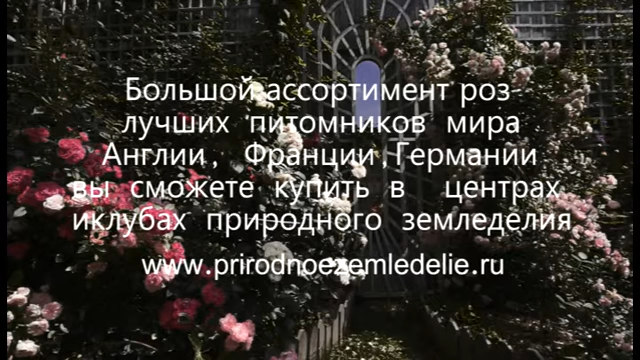 Большой ассортимент роз
лучших питомников мира
Англии, Франции,Германии
вы сможете купить в центрах
иклубах природного земледелия
www.prirodnoezemledelie.ru